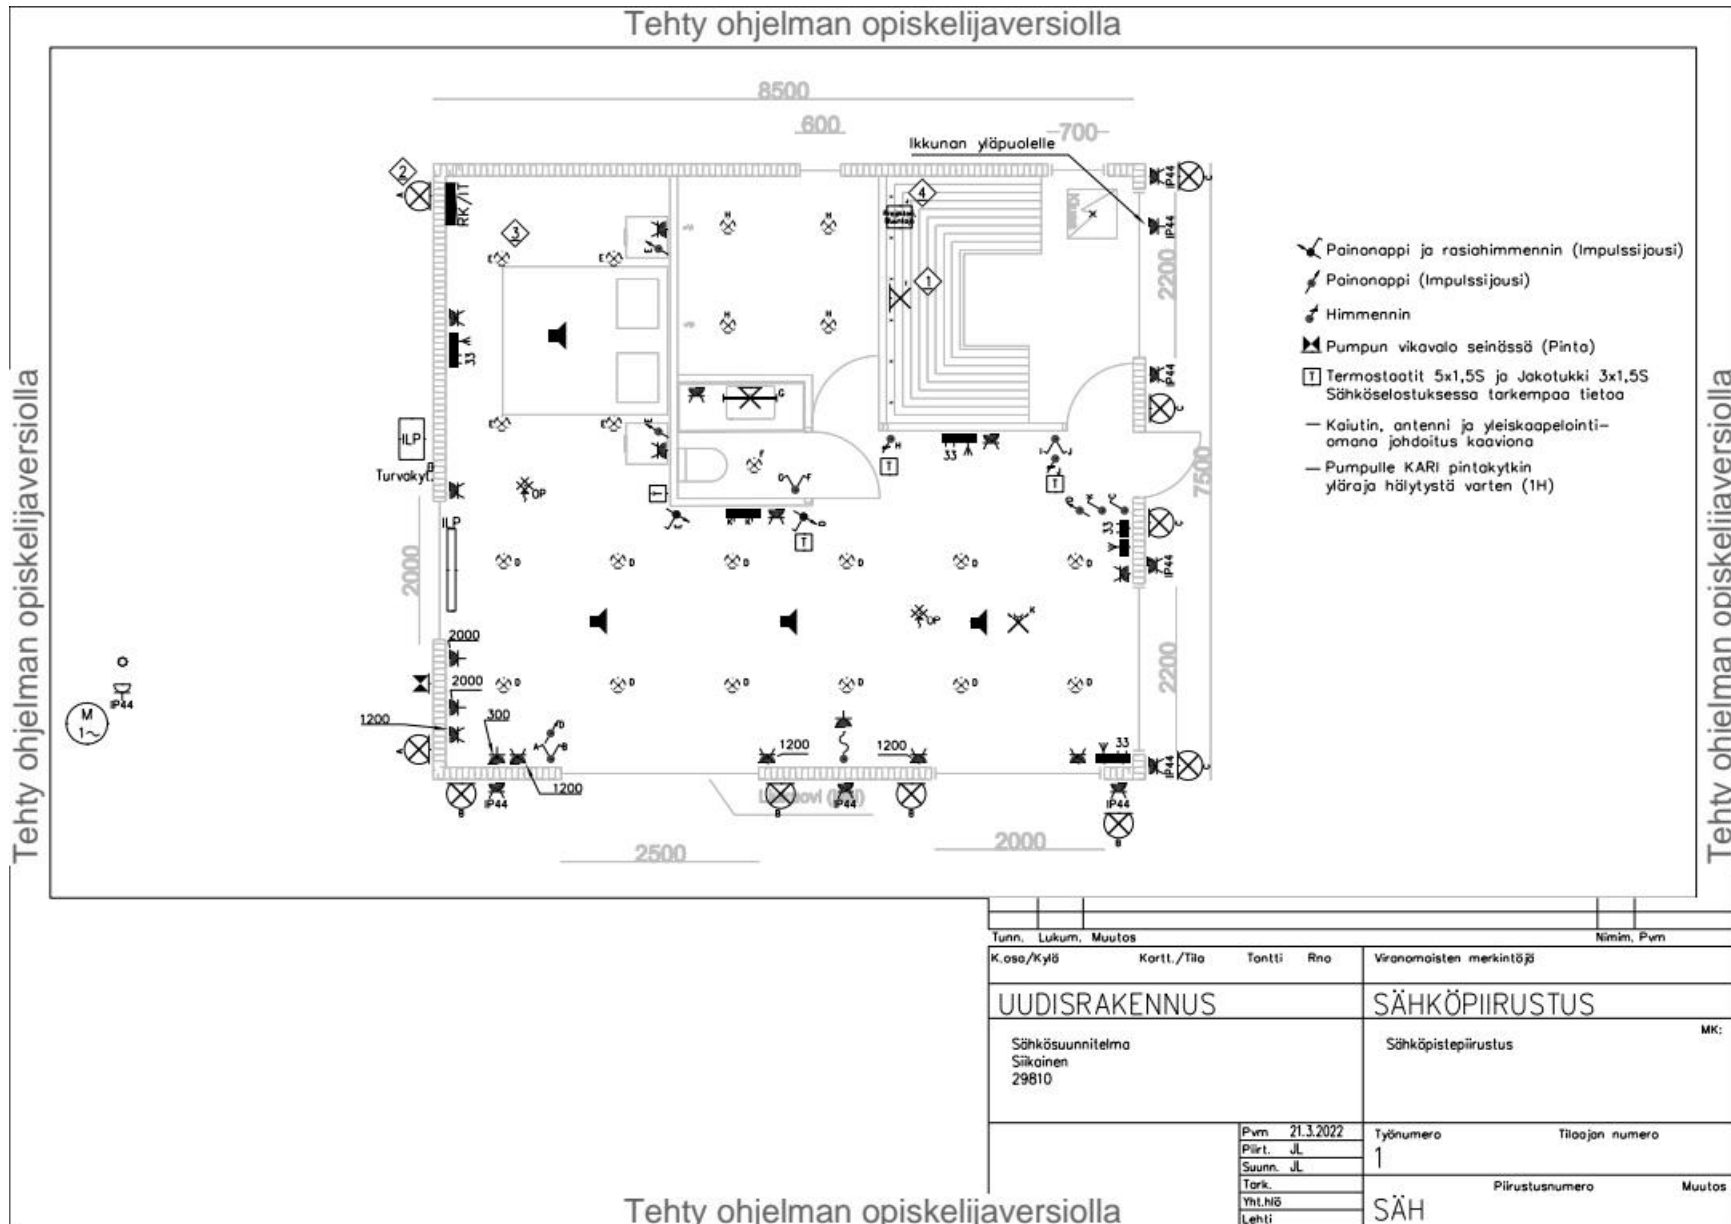 Tehty ohjelman opiskelijaversiolla
8500
600
700
Ikkunan yläpuolelle
2
A
RK/IT
3
H
H
4
IP44
C
E
E
E
IP44
Kiuas
2200
Painonappi ja rasiahimmennin (Impulssijousi)
Painonappi (Impulssijousi)
Himmennin
Pumpun vikavalo seinässä (Pinta)
T Termostaatit 5x1,5S ja Jakotukki 3x1,5S
Sähköselostuksessa tarkempaa tietoa
— Kaiutin, antenni ja yleiskaapelointi-
omana johdoitus kaaviona
— Pumpulle KARI pintakytkin
yläraja hälytystä varten (1H)
1
I
H
H
33
IP44
C
G
E
E
E
ILP
Turvakyt.
F
G
F
H
T
33
I
J
T
7500
OP
T
D
T
33
C
IP44
ILP
2000
D
D
D
D
D
D
OP
K
2000
2000
1200
300
1200
D
D
D
D
D
D
2200
IP44
M
1~
A
D
A
B
1200
1200
33
IP44
C
B
IP44
B
IP44
B
IP44
B
2500
2000
Tehty ohjelman opiskelijaversiolla
Tehty ohjelman opiskelijaversiolla
Tunn. Lukum. Muutos Nimim. Pvm
K.osa/Kylä Kortt./Tila Tontti Rno Viranomaisten merkintöjä
UUDISRAKENNUS SÄHKÖPIIRUSTUS
Sähkösuunnitelma
Siikainen
29810
Sähköpistepiirustus
MK:
Pvm 21.3.2022
Piirt. JL
Suunn. JL
Tark.
Yht.hlö
Lehti
Työnumero Tilaajan numero
1
Piirustusnumero Muutos
SÄH
Tehty ohjelman opiskelijaversiolla